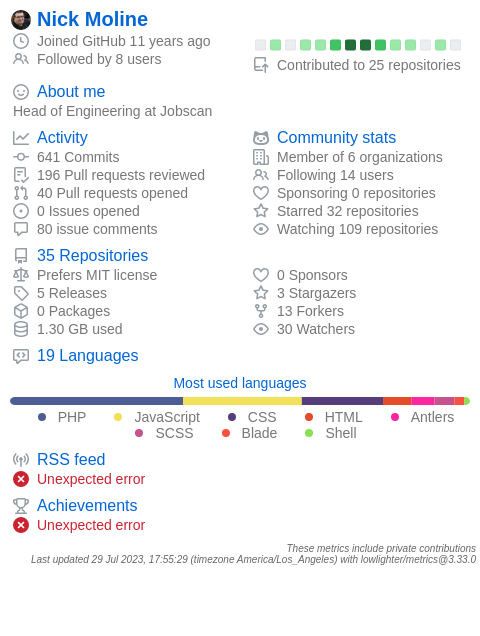 Nick Moline
Joined GitHub 11 years ago
Followed by 8 users
Contributed to 25 repositories
About me
Head of Engineering at Jobscan
Activity
641 Commits
196 Pull requests reviewed
40 Pull requests opened
0 Issues opened
80 issue comments
Community stats
Member of 6 organizations
Following 14 users
Sponsoring 0 repositories
Starred 32 repositories
Watching 109 repositories
35 Repositories
Prefers MIT license
5 Releases
0 Packages
1.30 GB used
0 Sponsors
3 Stargazers
13 Forkers
30 Watchers
19 Languages
Most used languages
PHP JavaScript CSS HTML Antlers
SCSS Blade Shell
RSS feed
Unexpected error
Achievements
Unexpected error
These metrics include private contributions
Last updated 29 Jul 2023, 17:55:29 (timezone America/Los_Angeles) with lowlighter/metrics@3.33.0